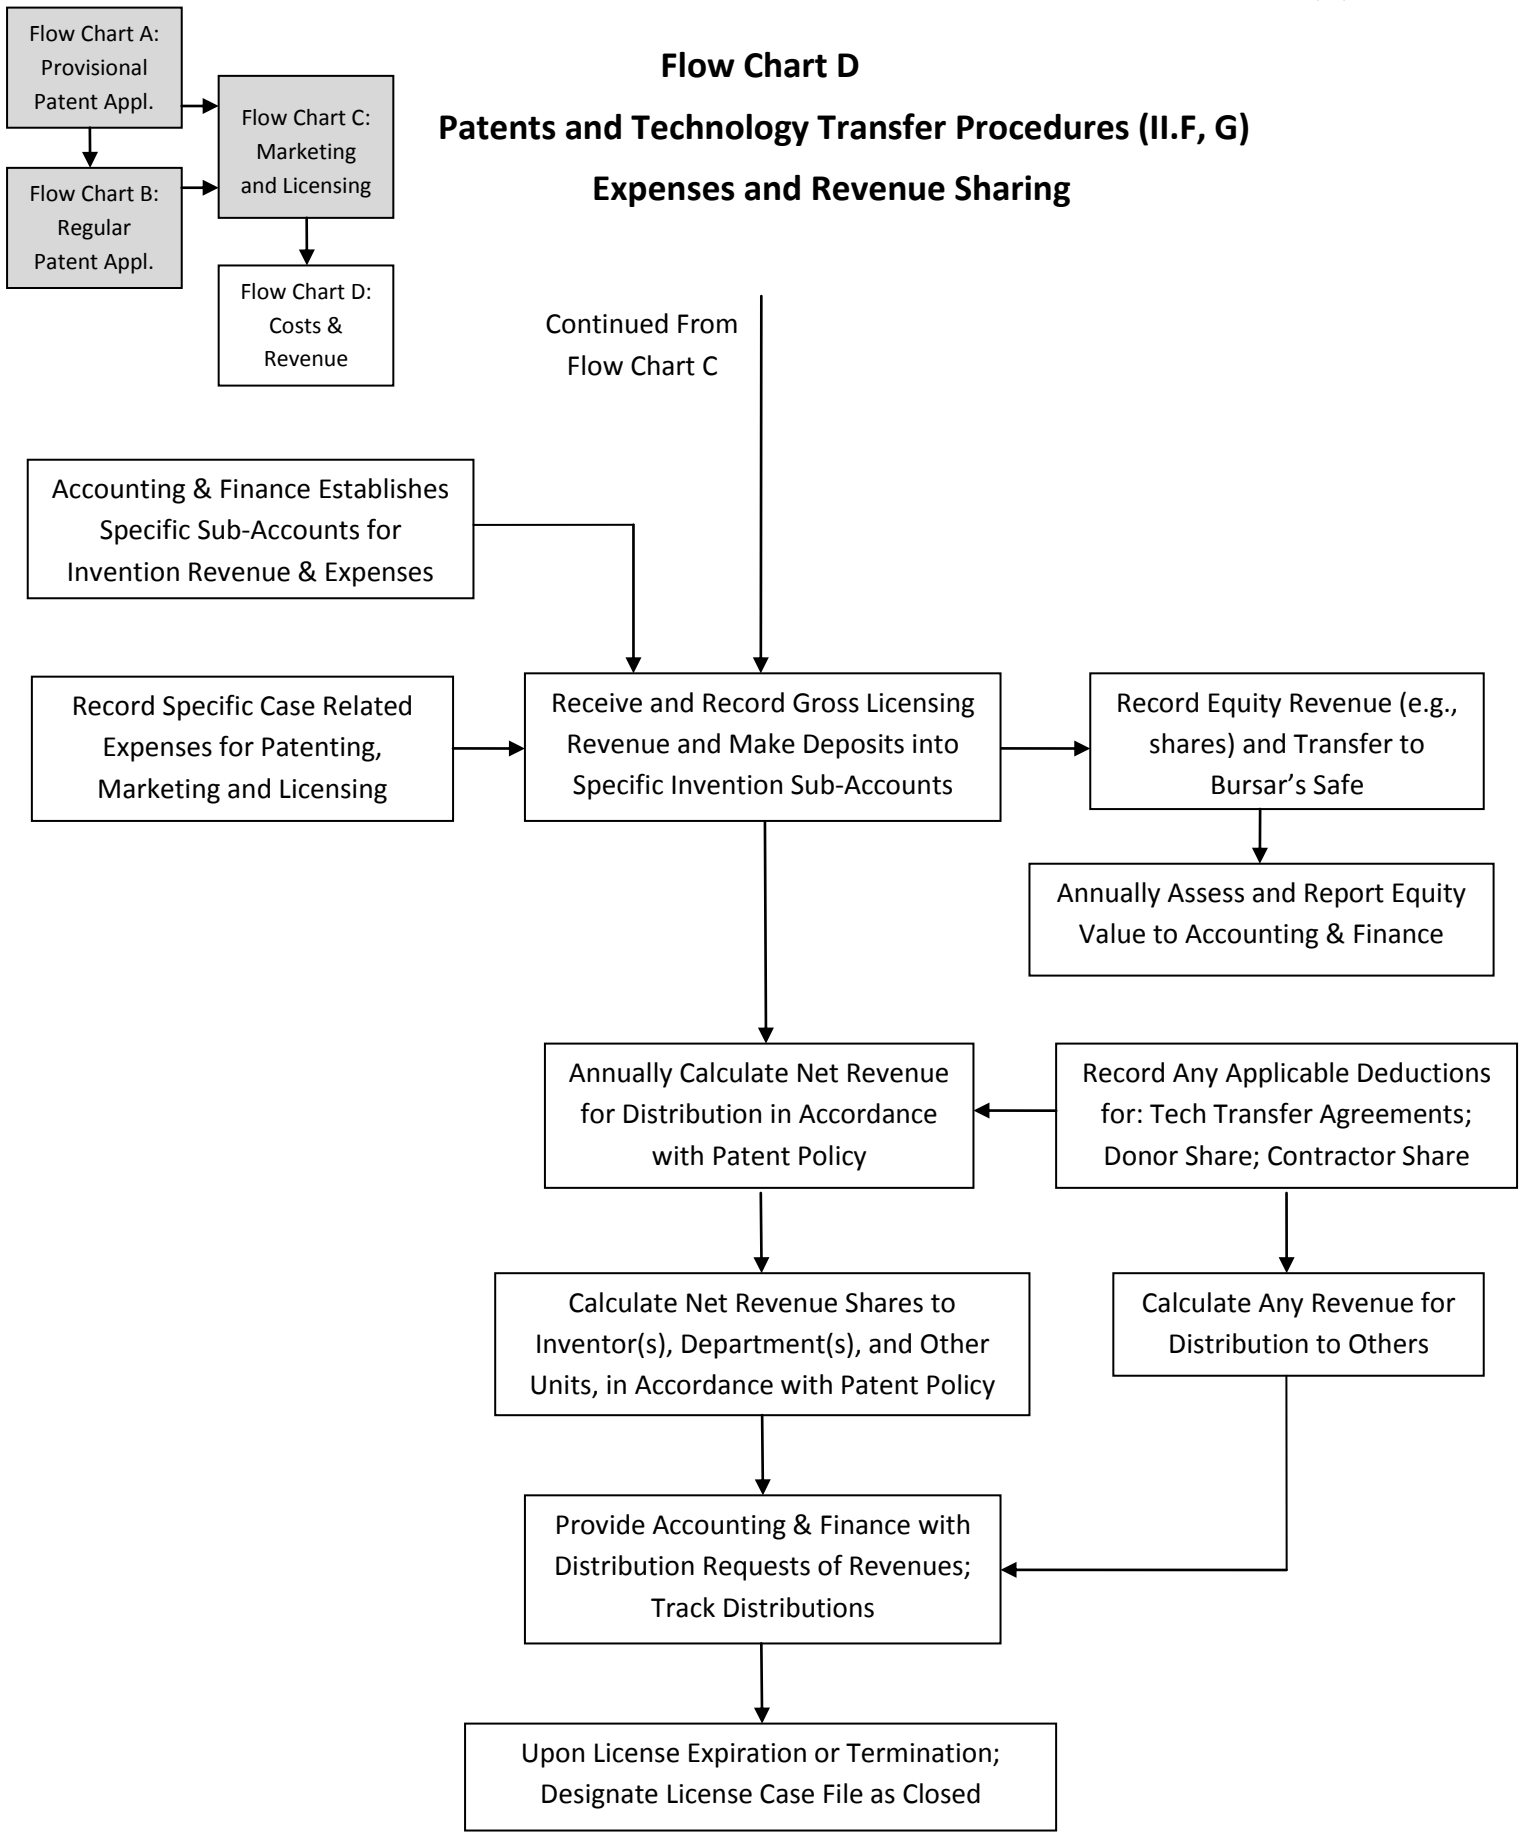 Flow Chart A:
Provisional
Patent Appl.
Flow Chart B:
Regular
Patent Appl.
Flow Chart C:
Marketing
and Licensing
Flow Chart D:
Costs &
Revenue
Flow Chart D
Patents and Technology Transfer Procedures (II.F, G)
Expenses and Revenue Sharing
Continued From
Flow Chart C
Accounting & Finance Establishes
Specific Sub-Accounts for
Invention Revenue & Expenses
Record Specific Case Related
Expenses for Patenting,
Marketing and Licensing
Receive and Record Gross Licensing
Revenue and Make Deposits into
Specific Invention Sub-Accounts
Record Equity Revenue (e.g.,
shares) and Transfer to
Bursar’s Safe
Annually Assess and Report Equity
Value to Accounting & Finance
Annually Calculate Net Revenue
for Distribution in Accordance
with Patent Policy
Record Any Applicable Deductions
for: Tech Transfer Agreements;
Donor Share; Contractor Share
Calculate Net Revenue Shares to
Inventor(s), Department(s), and Other
Units, in Accordance with Patent Policy
Calculate Any Revenue for
Distribution to Others
Provide Accounting & Finance with
Distribution Requests of Revenues;
Track Distributions
Upon License Expiration or Termination;
Designate License Case File as Closed